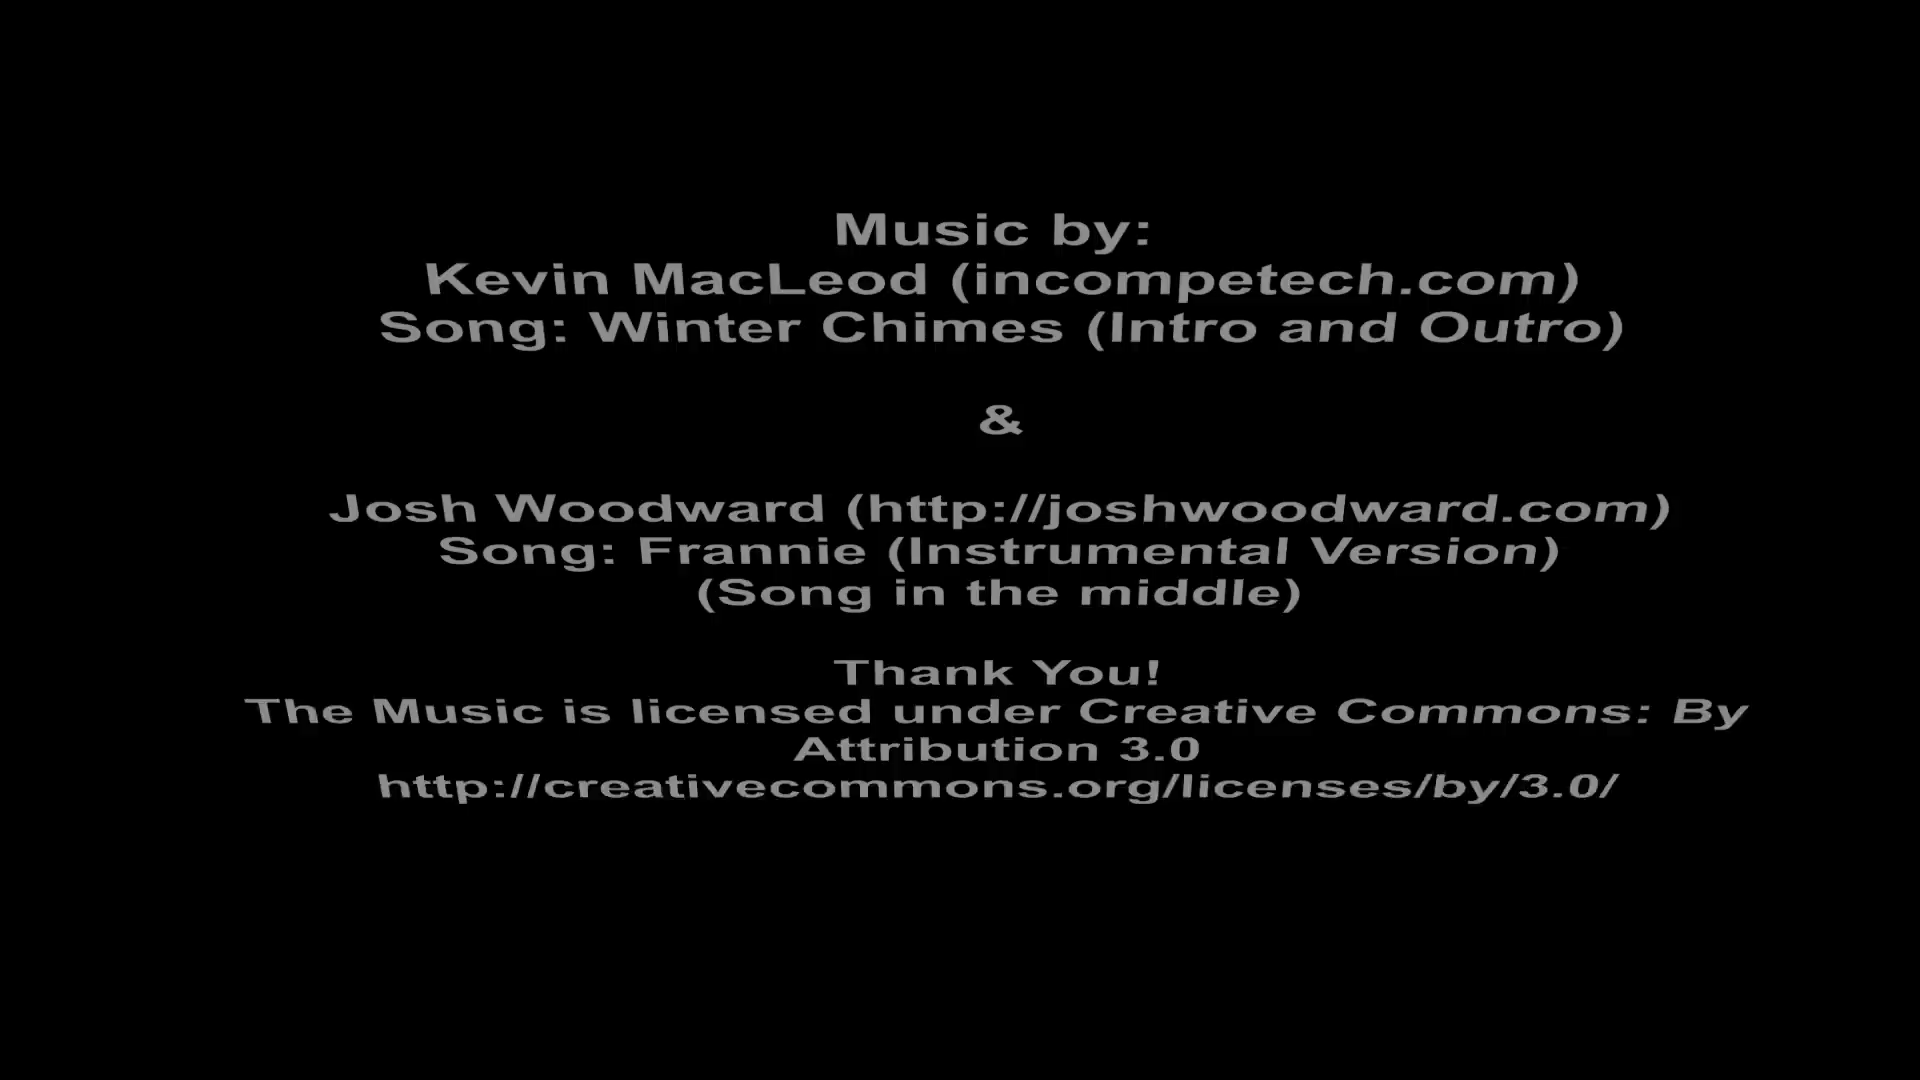 Music by:
Kevin MacLeod (incompetech.com)
Song: Winter Chimes (Intro and Outro)
&
Josh Woodward (http://joshwoodward.com)
Song: Frannie (Instrumental Version)
(Song in the middle)
Thank You!
The Music is licensed under Creative Commons: By
Attribution 3.0
http://creativecommons.org/licenses/by/3.0/